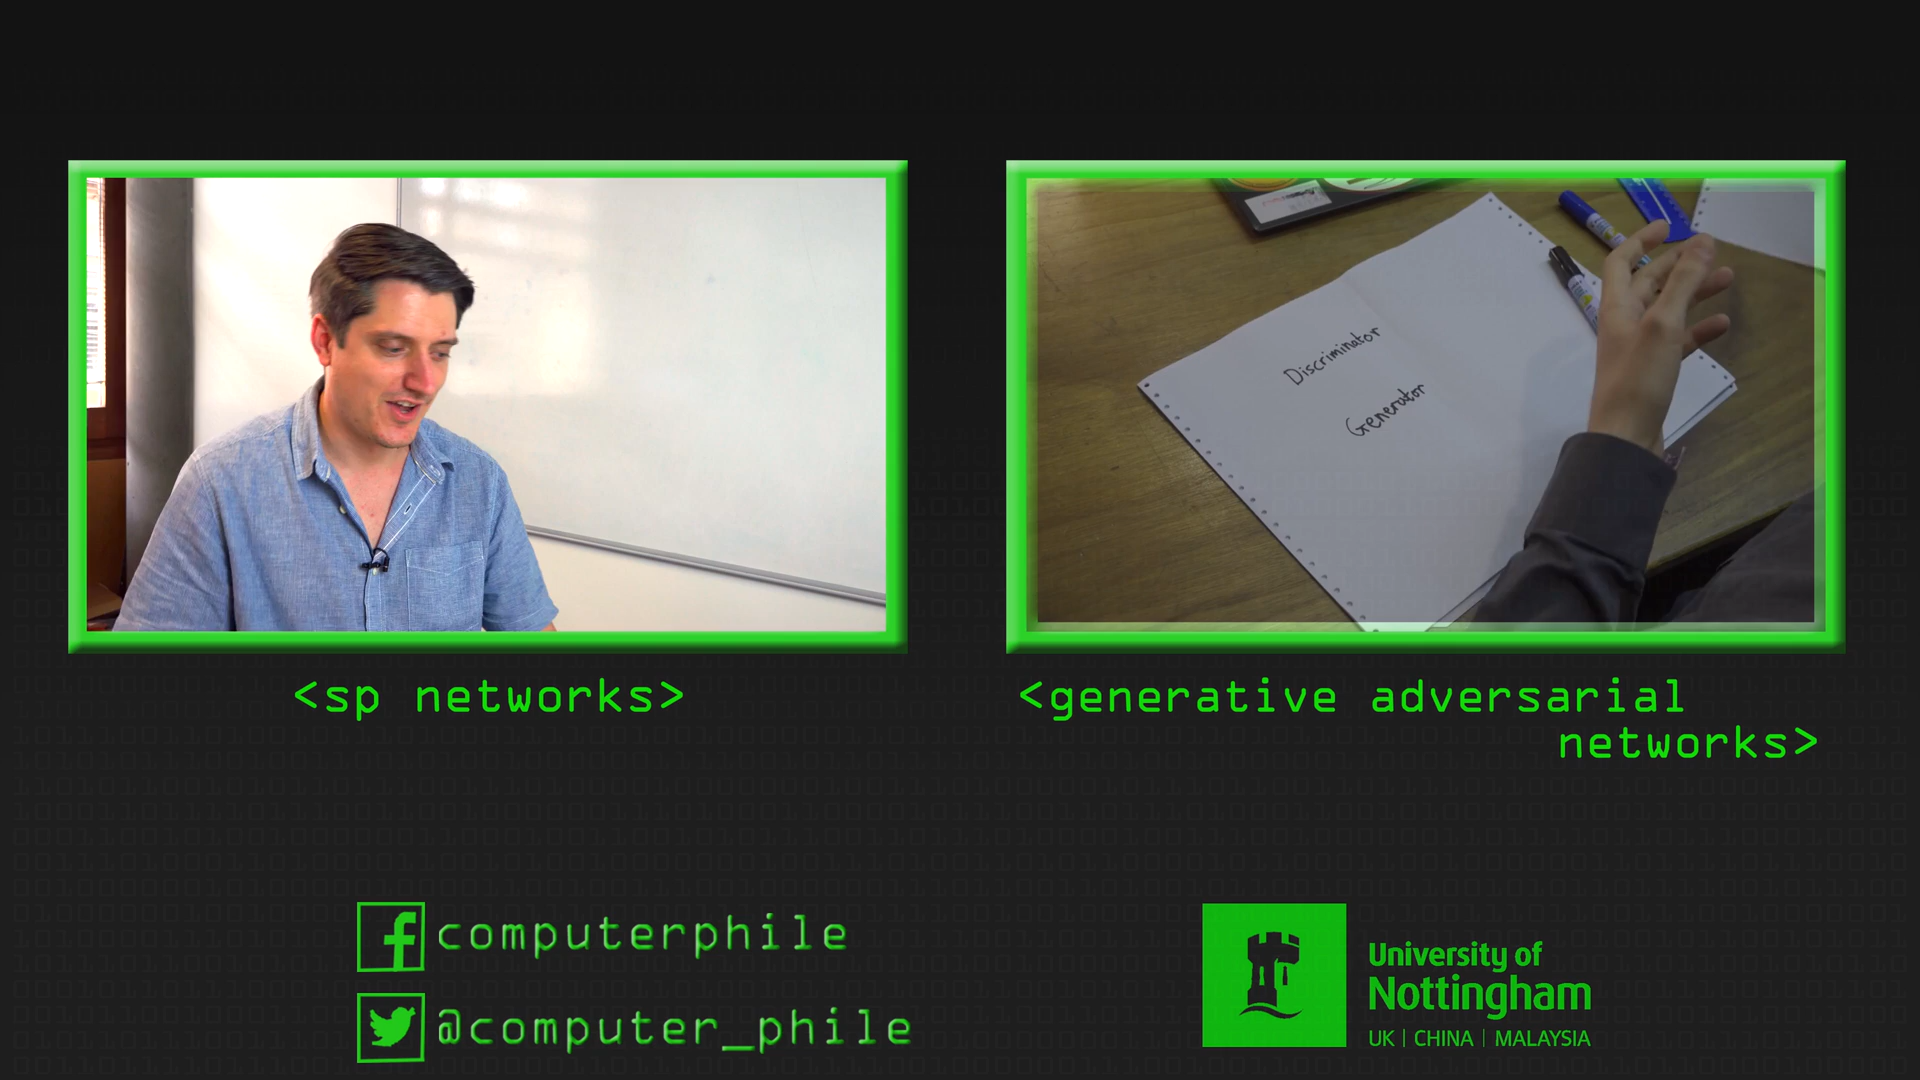 Discriminator
Generator
<sp networks>
<generative adversarial
networks>
computerphile
@computer_phile
University of
Nottingham
UK | CHINA | MALAYSIA